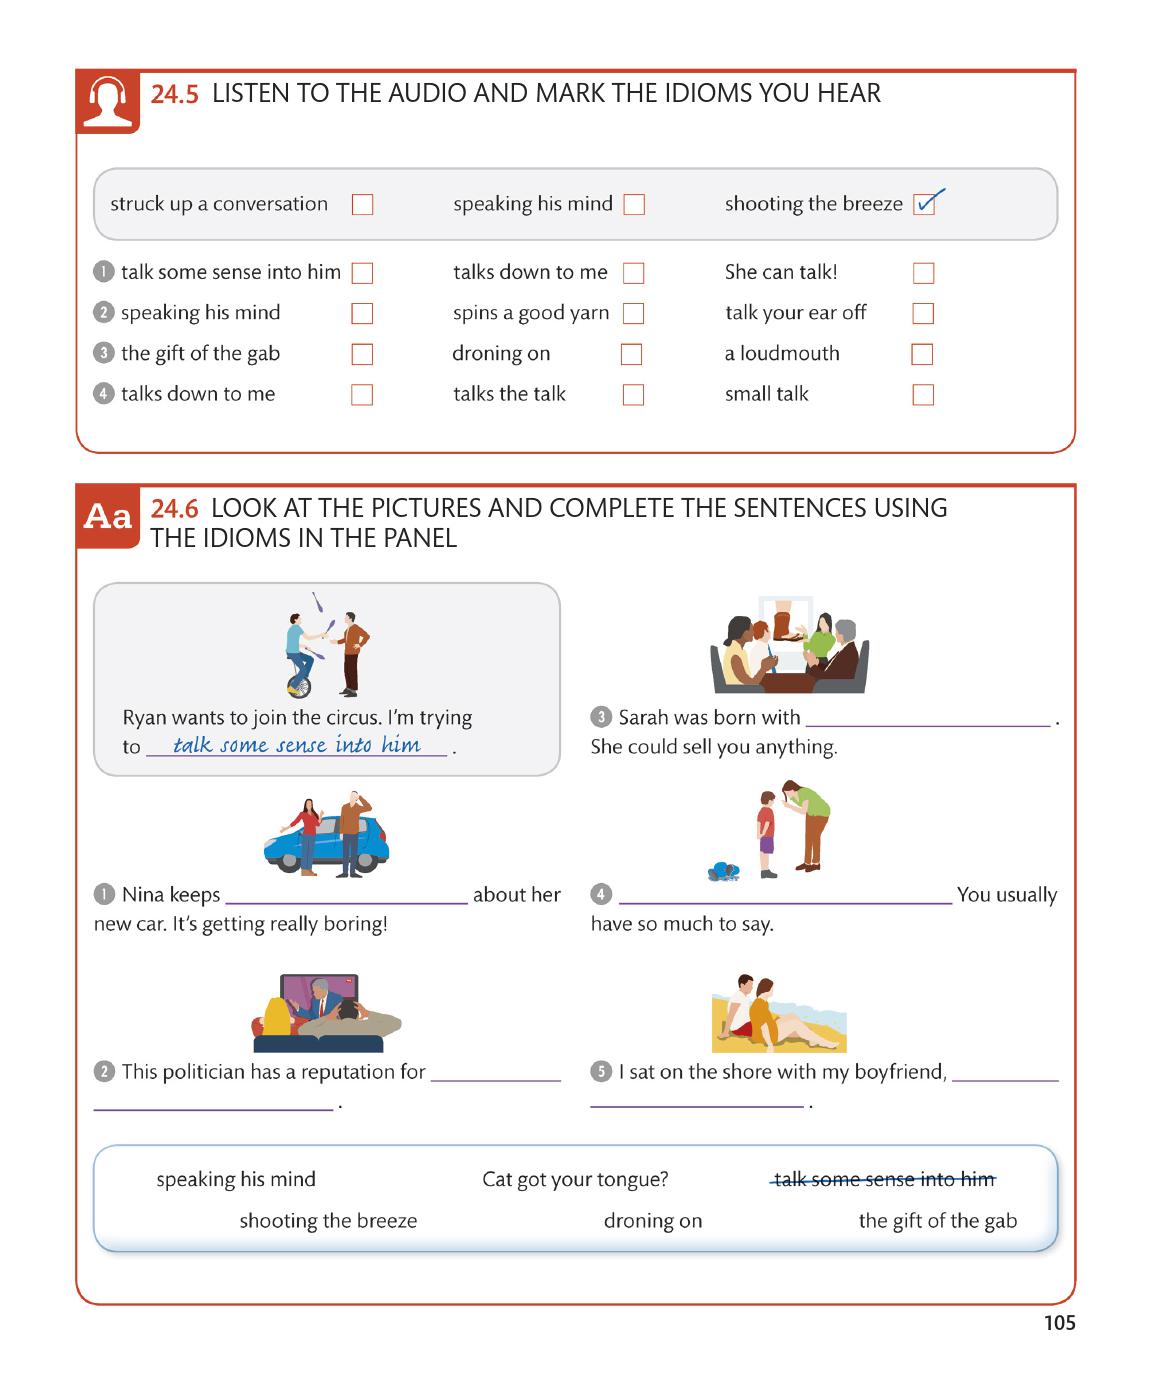 24.5 LISTEN TO THE AUDIO AND MARK THE IDIOMS YOU HEAR
struck up a conversation speaking his mind shooting the breeze
1 talk some sense into him talks down to me She can talk!
2 speaking his mind spins a good yarn talk your ear off
3 the gift of the gab droning on a loudmouth
4 talks down to me talks the talk small talk
Aa 24.6 LOOK AT THE PICTURES AND COMPLETE THE SENTENCES USING
THE IDIOMS IN THE PANEL
Ryan wants to join the circus. I'm trying
to talk some sense into him .
1 Nina keeps ____ about her
new car. It's getting really boring!
2 This politician has a reputation for ____
____ .
3 Sarah was born with ____ .
She could sell you anything.
4 ____ You usually
have so much to say.
5 I sat on the shore with my boyfriend, ____
____ .
speaking his mind Cat got your tongue? talk some sense into him
shooting the breeze droning on the gift of the gab
105